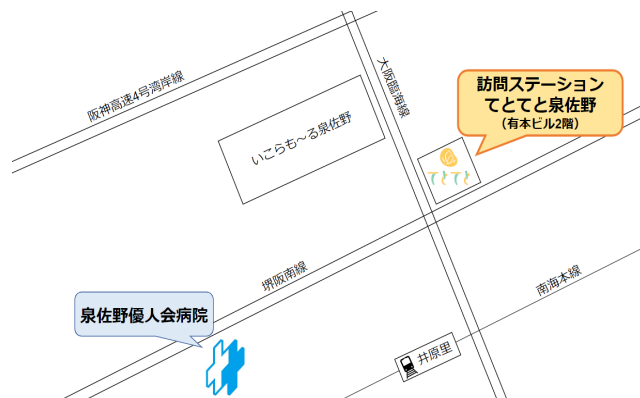 阪神高速4号湾岸線
大阪臨海線
訪問ステーション
てとてと泉佐野
(有本ビル2階)
いこらも~る泉佐野
てとてと
堺阪南線
南海本線
泉佐野優人会病院
井原里